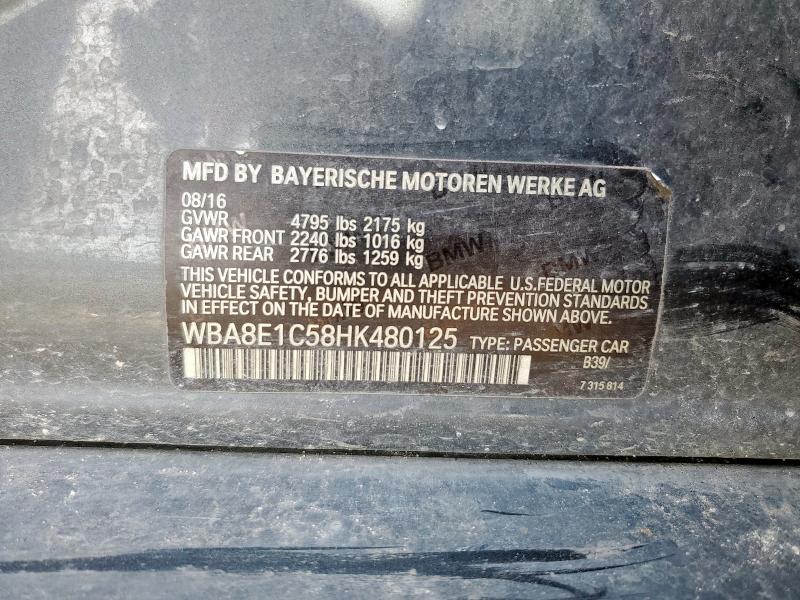 MFD BY BAYERISCHE MOTOREN WERKE AG
08/16
GVWR 4795 lbs 2175 kg
GAWR FRONT 2240 lbs 1016 kg
GAWR REAR 2776 lbs 1259 kg
THIS VEHICLE CONFORMS TO ALL APPLICABLE U.S.FEDERAL MOTOR
VEHICLE SAFETY, BUMPER AND THEFT PREVENTION STANDARDS
IN EFFECT ON THE DATE OF MANUFACTURE SHOWN ABOVE.
WBA8E1C58HK480125 TYPE: PASSENGER CAR
B39/
7 315 814
BMW
BMW